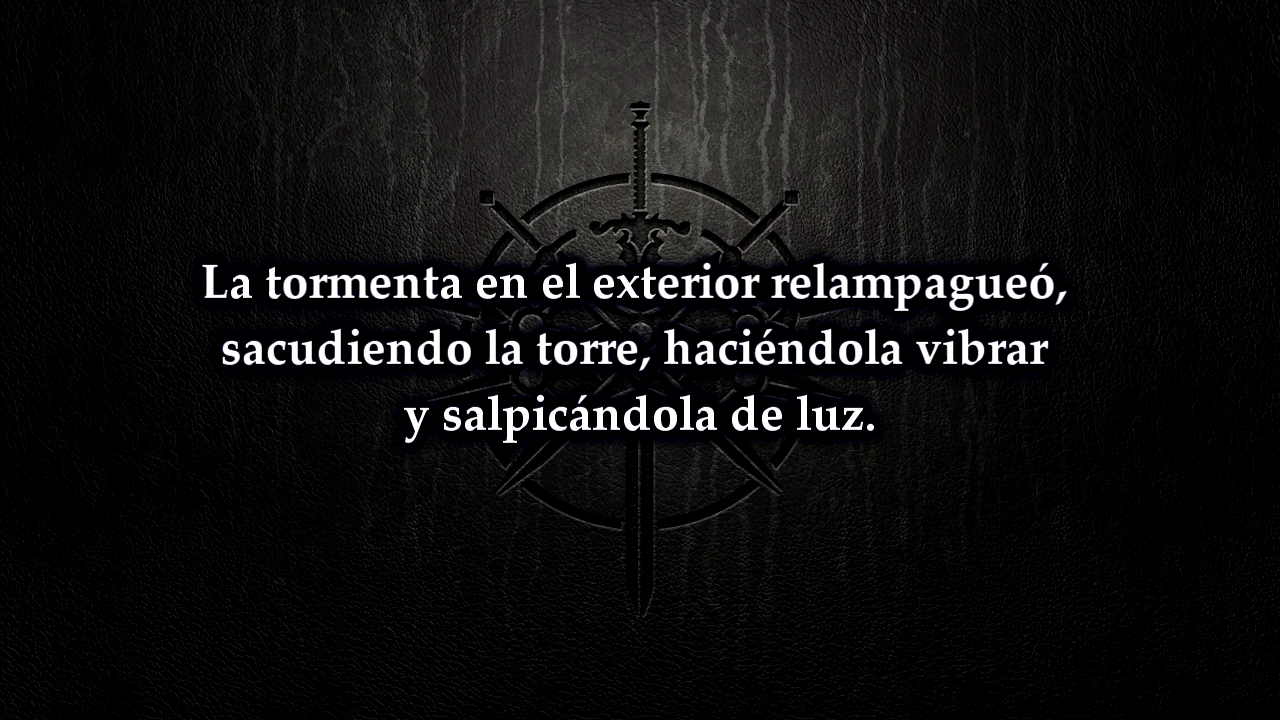 La tormenta en el exterior relampagueó,
sacudiendo la torre, haciéndola vibrar
y salpicándola de luz.